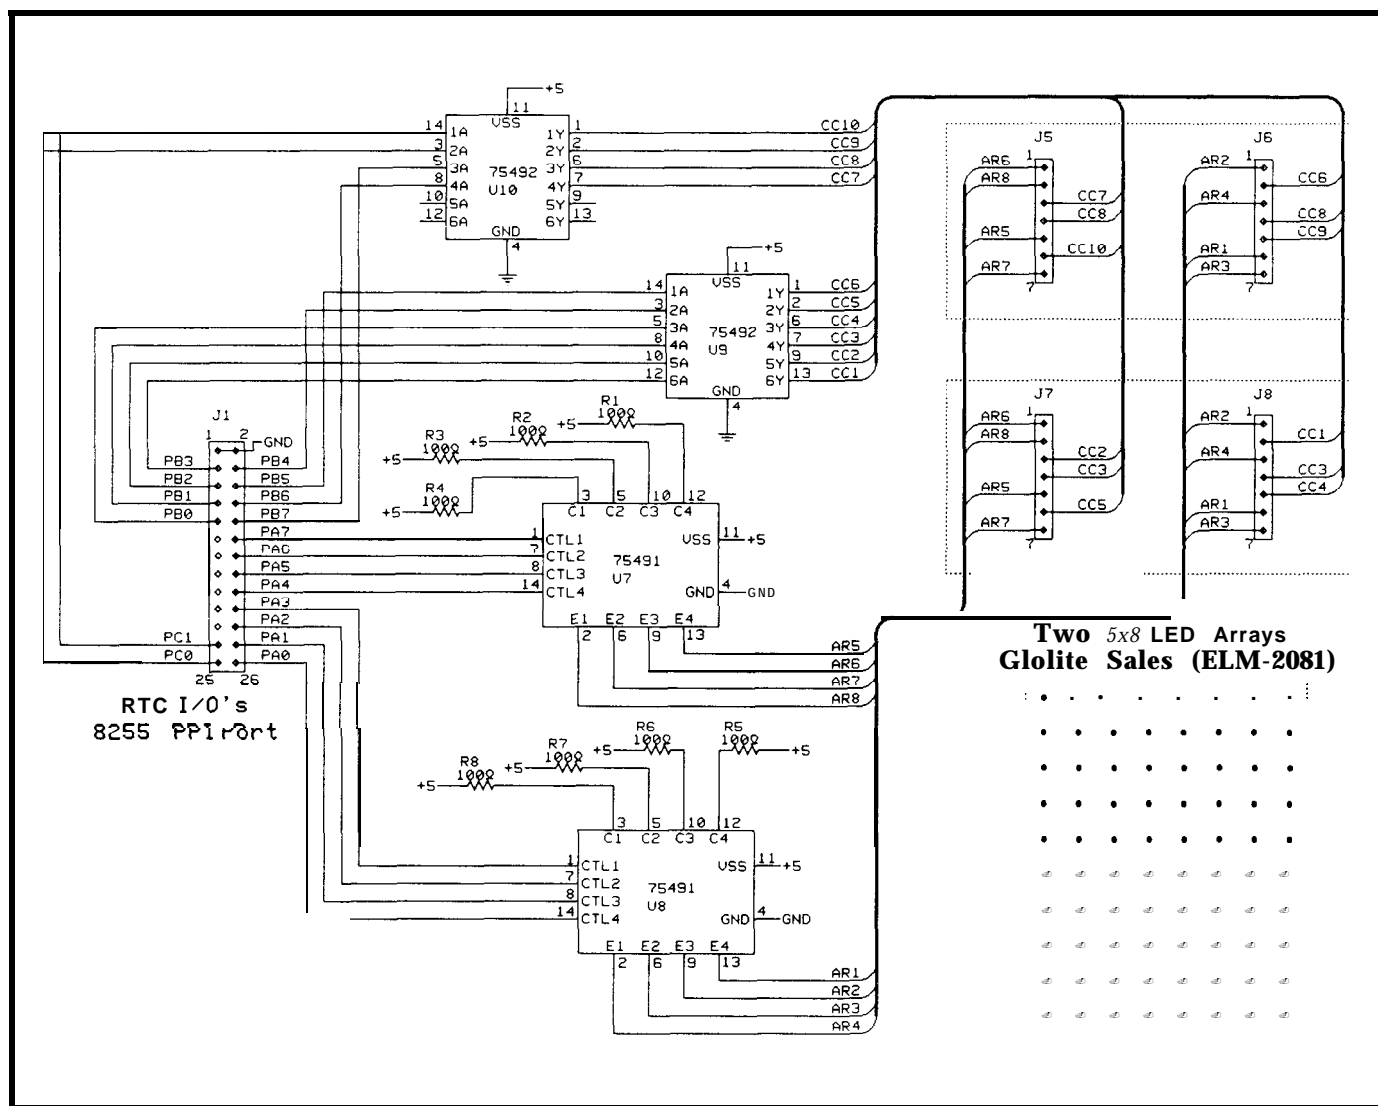 +5
11
VSS
14 1A 1Y 1 CC10
3 2A 2Y 2 CC9
5 3A 75492 3Y 6 CC8
8 4A U10 4Y 7 CC7
10 5A 5Y 9
12 6A 6Y 13
GND
4
+5
11
VSS
14 1A 1Y 1 CC6
3 2A 2Y 2 CC5
5 3A 75492 3Y 6 CC4
8 4A U9 4Y 7 CC3
10 5A 5Y 9 CC2
12 6A 6Y 13 CC1
GND
4
J5
1
AR6
AR8
CC7
CC8
AR5
CC10
AR7
7
J6
1
AR2
CC6
AR4
CC8
CC9
AR1
AR3
7
J7
1
AR6
AR8
CC2
CC3
AR5
CC5
AR7
7
J8
1
AR2
CC1
AR4
CC3
CC4
AR1
AR3
7
J1
1 2 GND
PB3 PB4
PB2 PB5
PB1 PB6
PB0 PB7
PA7
PA6
PA5
PA4
PA3
PA2
PC1 PA1
PC0 PA0
25 26
RTC I/O's
8255 PPI Port
R1
+5 100Ω
R2
+5 100Ω
R3
+5 100Ω
R4
+5 100Ω
3 5 10 12
C1 C2 C3 C4
1 CTL1 VSS 11 +5
7 CTL2
8 CTL3 75491
14 CTL4 U7 GND 4 GND
E1 E2 E3 E4
2 6 9 13
AR5
AR6
AR7
AR8
R5
100Ω +5
R6
+5 100Ω
R7
+5 100Ω
R8
+5 100Ω
3 5 10 12
C1 C2 C3 C4
1 CTL1 VSS 11 +5
7 CTL2
8 CTL3 75491
14 CTL4 U8 GND 4 GND
E1 E2 E3 E4
2 6 9 13
AR1
AR2
AR3
AR4
Two 5x8 LED Arrays
Glolite Sales (ELM-2081)